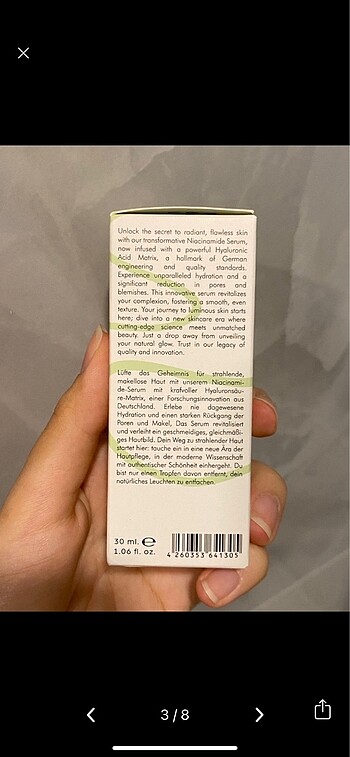 Unlock the secret to radiant, flawless skin
with our transformative Niacinamide Serum,
now infused with a powerful Hyaluronic
Acid Matrix, a hallmark of German
engineering and quality standards.
Experience unparalleled hydration and a
significant reduction in pores and
blemishes. This innovative serum revitalizes
your complexion, fostering a smooth, even
texture. Your journey to luminous skin starts
here; dive into a new skincare era where
cutting-edge science meets unmatched
beauty. Just a drop away from unveiling
your natural glow. Trust in our legacy of
quality and innovation.
Lüfte das Geheimnis für strahlende,
makellose Haut mit unserem Niacinami-
de-Serum mit kraftvoller Hyaluronsäu-
re-Matrix, einer Forschungsinnovation aus
Deutschland. Erlebe nie dagewesene
Hydration und einen starken Rückgang der
Poren und Makel, Das Serum revitalisiert
und verleiht ein geschmeidiges, gleichmäßi-
ges Hautbild. Dein Weg zu strahlender Haut
startet hier: tauche ein in eine neue Ära der
Hautpflege, in der moderne Wissenschaft
mit authentischer Schönheit einhergeht. Du
bist nur einen Tropfen davon entfernt, dein
natürliches Leuchten zu entfachen.
30 ml. e
1.06 fl. oz.
4 260353 641305
3/8